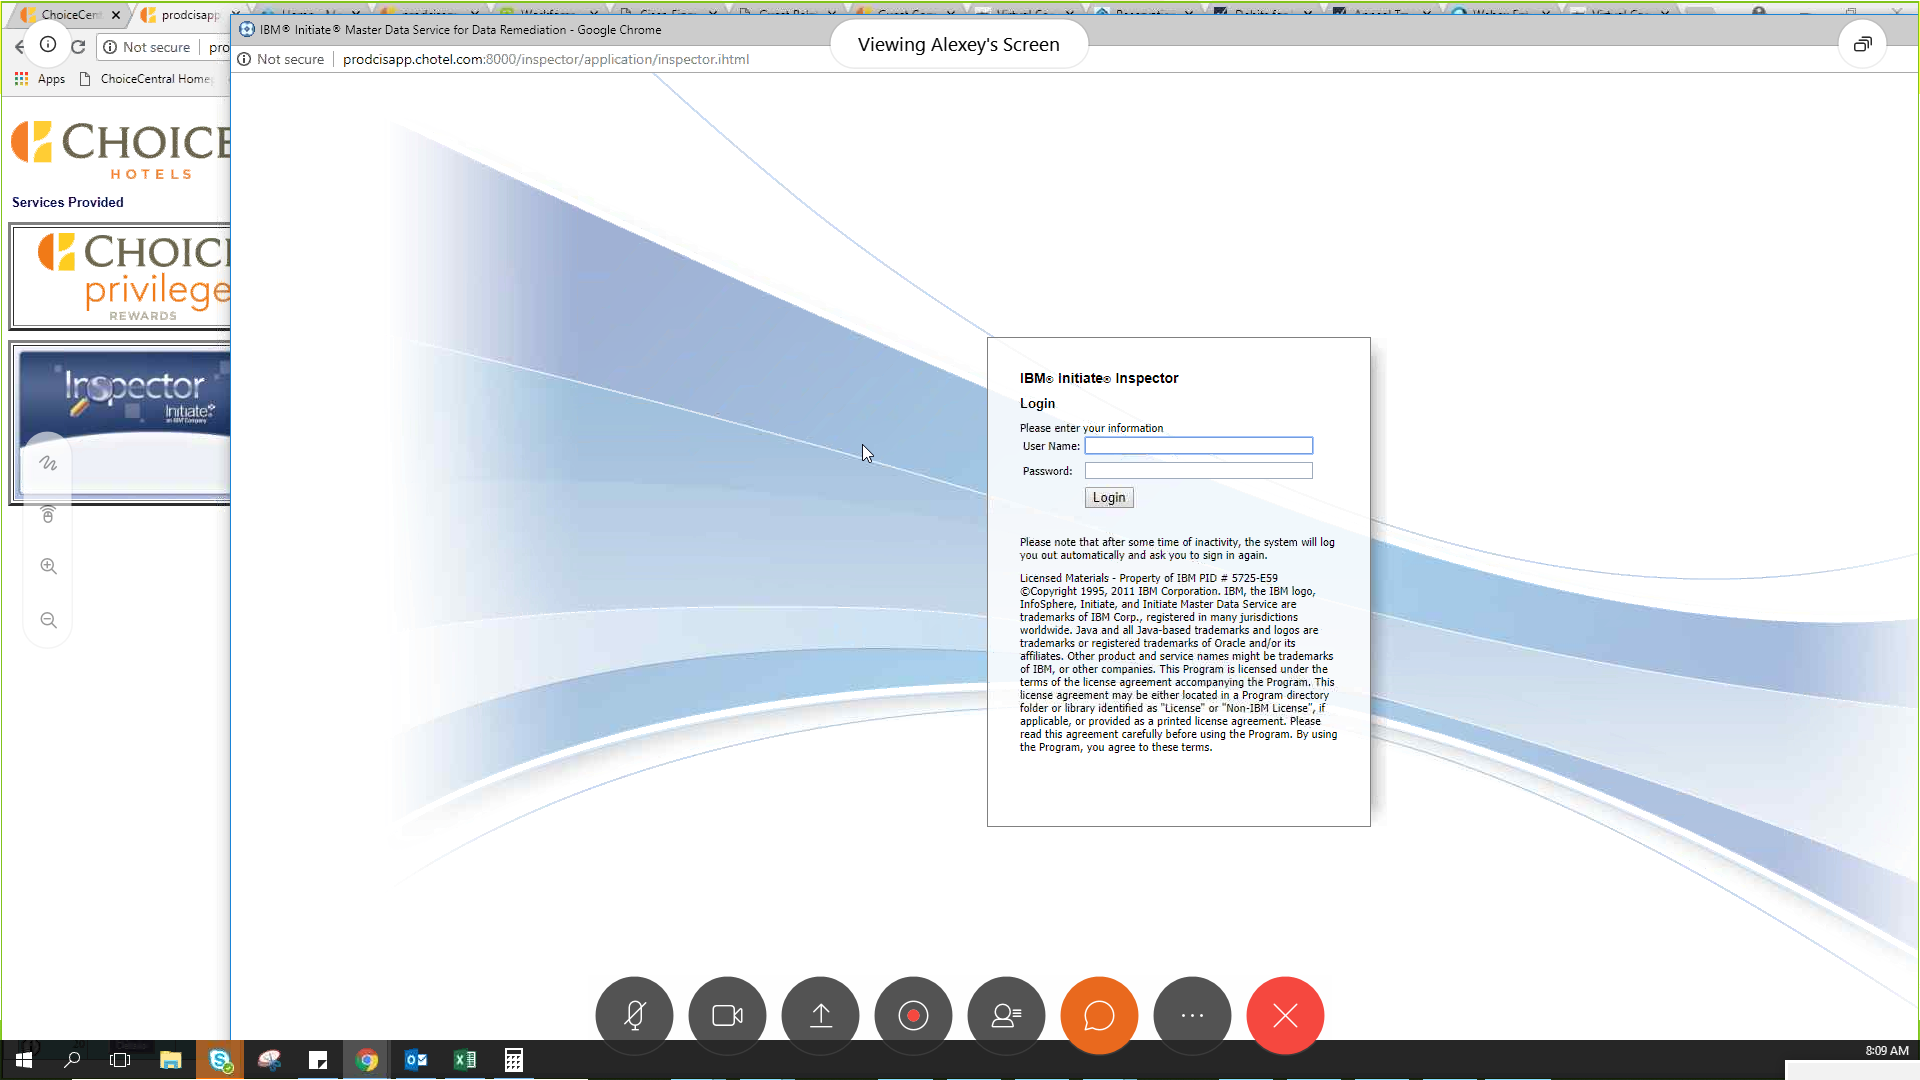 ChoiceCent
prodcisapp
IBM® Initiate® Master Data Service for Data Remediation - Google Chrome
Viewing Alexey's Screen
Not secure
pro
Not secure
prodcisapp.chotel.com:8000/inspector/application/inspector.ihtml
Apps
ChoiceCentral Home
CHOICE
HOTELS
Services Provided
CHOICE
privilege
REWARDS
Inspector
Initiate
an IBM Company
IBM® Initiate® Inspector
Login
Please enter your information
User Name:
Password:
Login
Please note that after some time of inactivity, the system will log
you out automatically and ask you to sign in again.
Licensed Materials - Property of IBM PID # 5725-E59
©Copyright 1995, 2011 IBM Corporation. IBM, the IBM logo,
InfoSphere, Initiate, and Initiate Master Data Service are
trademarks of IBM Corp., registered in many jurisdictions
worldwide. Java and all Java-based trademarks and logos are
trademarks or registered trademarks of Oracle and/or its
affiliates. Other product and service names might be trademarks
of IBM, or other companies. This Program is licensed under the
terms of the license agreement accompanying the Program. This
license agreement may be either located in a Program directory
folder or library identified as "License" or "Non-IBM License", if
applicable, or provided as a printed license agreement. Please
read this agreement carefully before using the Program. By using
the Program, you agree to these terms.
8:09 AM